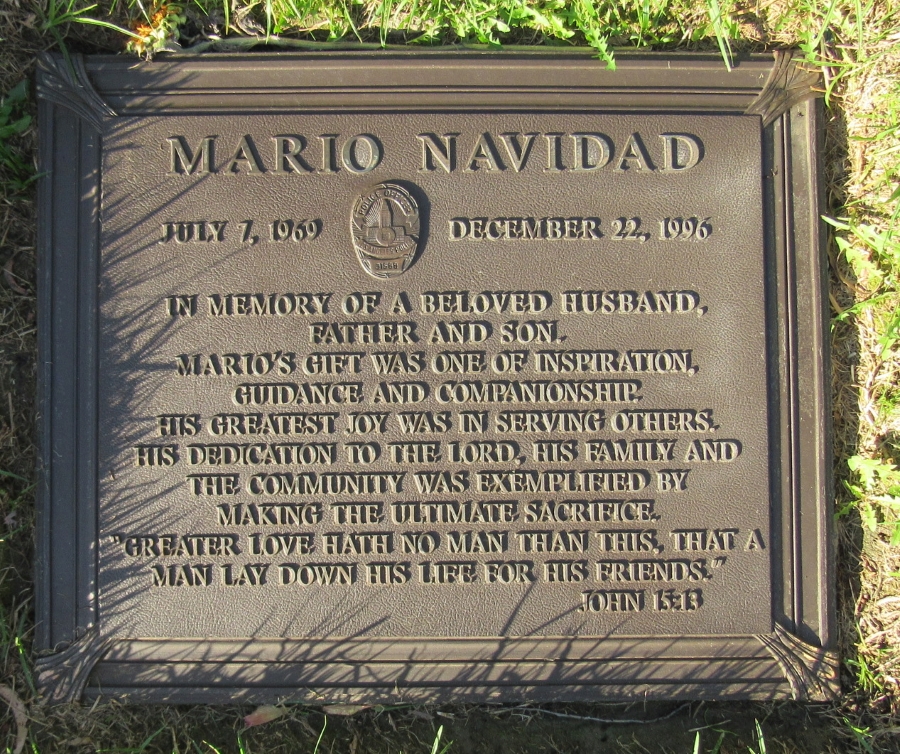 MARIO NAVIDAD
JULY 7, 1969
POLICE OFFICER
DECEMBER 22, 1996
IN MEMORY OF A BELOVED HUSBAND,
FATHER AND SON.
MARIO'S GIFT WAS ONE OF INSPIRATION,
GUIDANCE AND COMPANIONSHIP.
HIS GREATEST JOY WAS IN SERVING OTHERS.
HIS DEDICATION TO THE LORD, HIS FAMILY AND
THE COMMUNITY WAS EXEMPLIFIED BY
MAKING THE ULTIMATE SACRIFICE.
"GREATER LOVE HATH NO MAN THAN THIS, THAT A
MAN LAY DOWN HIS LIFE FOR HIS FRIENDS."
JOHN 15:13